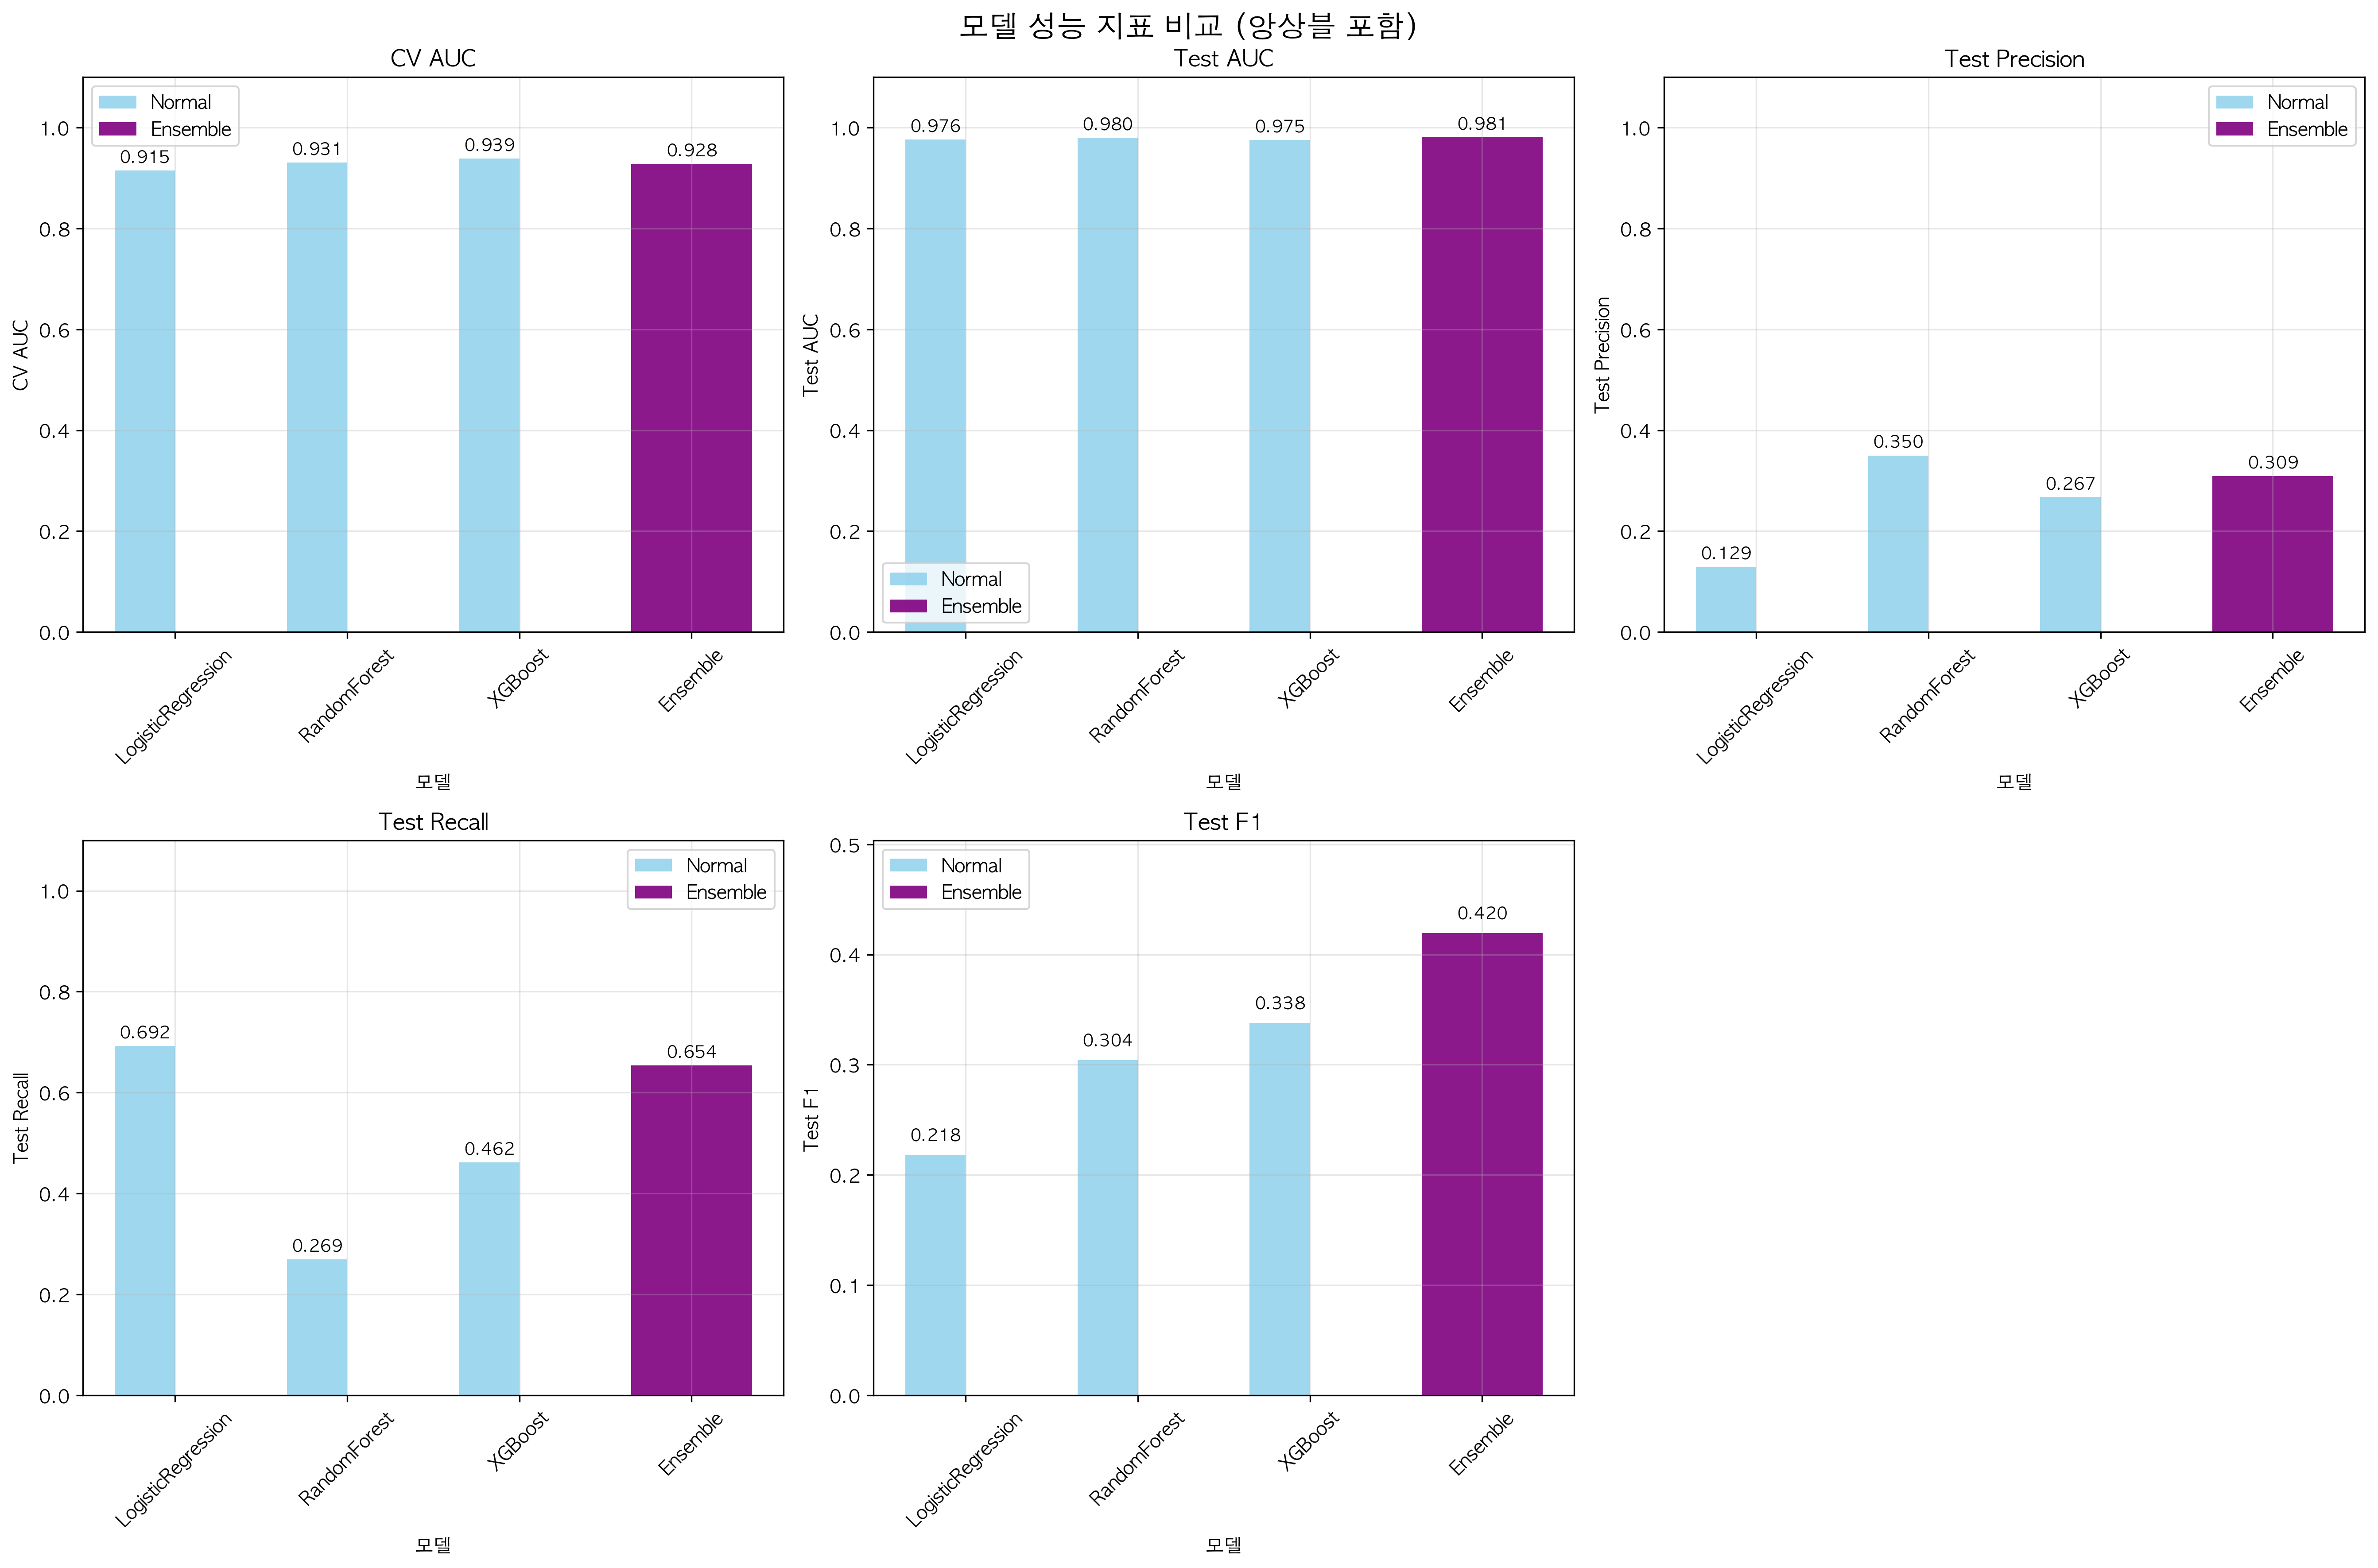 모델 성능 지표 비교 (앙상블 포함)
CV AUC
Normal
Ensemble
CV AUC
1.0
0.8
0.6
0.4
0.2
0.0
0.915
0.931
0.939
0.928
LogisticRegression
RandomForest
XGBoost
Ensemble
모델
Test AUC
Test AUC
1.0
0.8
0.6
0.4
0.2
0.0
0.976
0.980
0.975
0.981
Normal
Ensemble
LogisticRegression
RandomForest
XGBoost
Ensemble
모델
Test Precision
Normal
Ensemble
Test Precision
1.0
0.8
0.6
0.4
0.2
0.0
0.129
0.350
0.267
0.309
LogisticRegression
RandomForest
XGBoost
Ensemble
모델
Test Recall
Normal
Ensemble
Test Recall
1.0
0.8
0.6
0.4
0.2
0.0
0.692
0.269
0.462
0.654
LogisticRegression
RandomForest
XGBoost
Ensemble
모델
Test F1
Normal
Ensemble
Test F1
0.5
0.4
0.3
0.2
0.1
0.0
0.218
0.304
0.338
0.420
LogisticRegression
RandomForest
XGBoost
Ensemble
모델